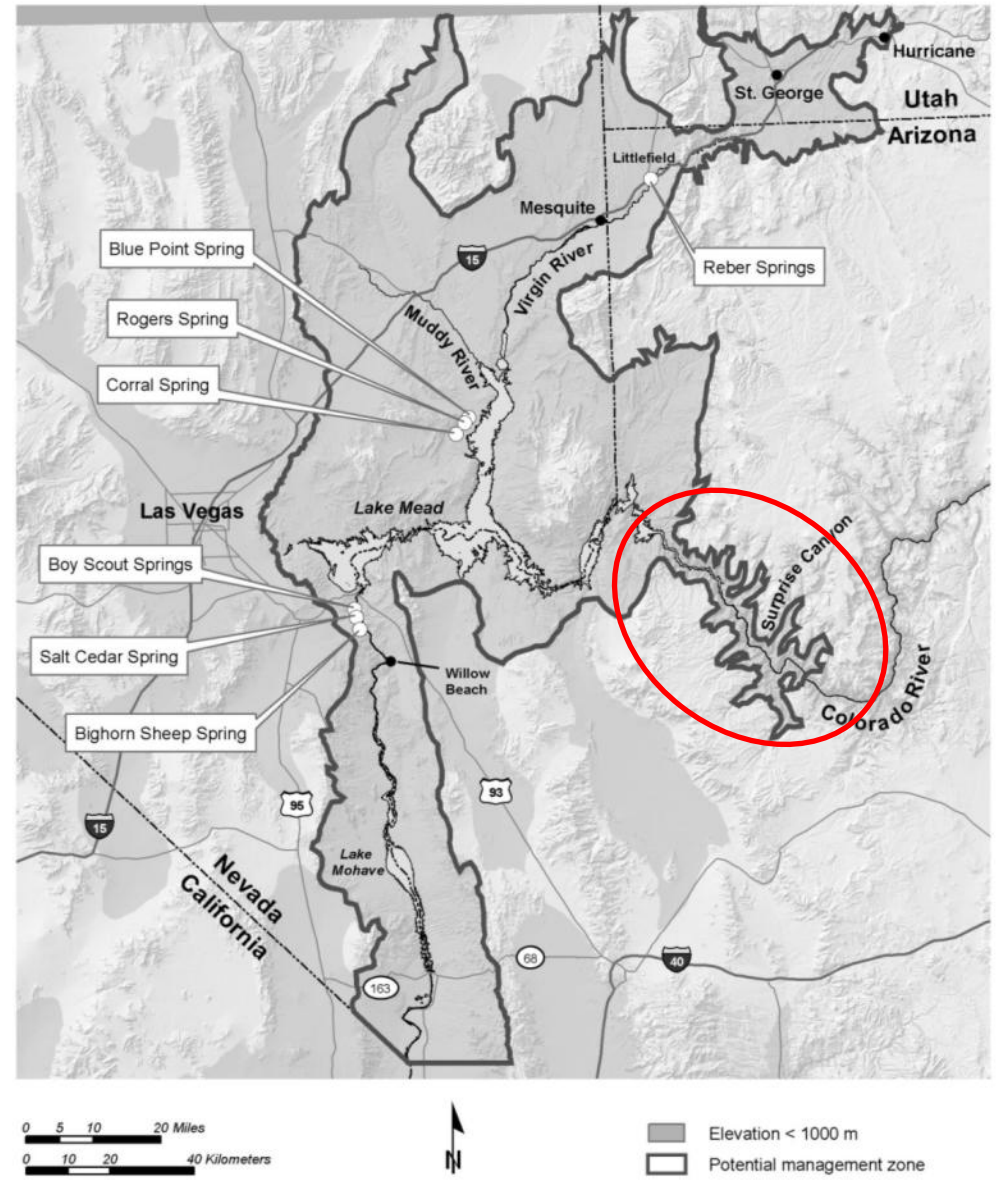 Hurricane
St. George
Utah
Arizona
Littlefield
Mesquite
Reber Springs
Blue Point Spring
15
Virgin River
Rogers Spring
Muddy River
Corral Spring
Las Vegas
Lake Mead
Boy Scout Springs
Surprise Canyon
Salt Cedar Spring
Willow
Beach
Colorado River
Bighorn Sheep Spring
95
93
15
Lake
Mohave
Nevada
California
68
40
163
0 5 10 20 Miles
0 10 20 40 Kilometers
N
Elevation < 1000 m
Potential management zone